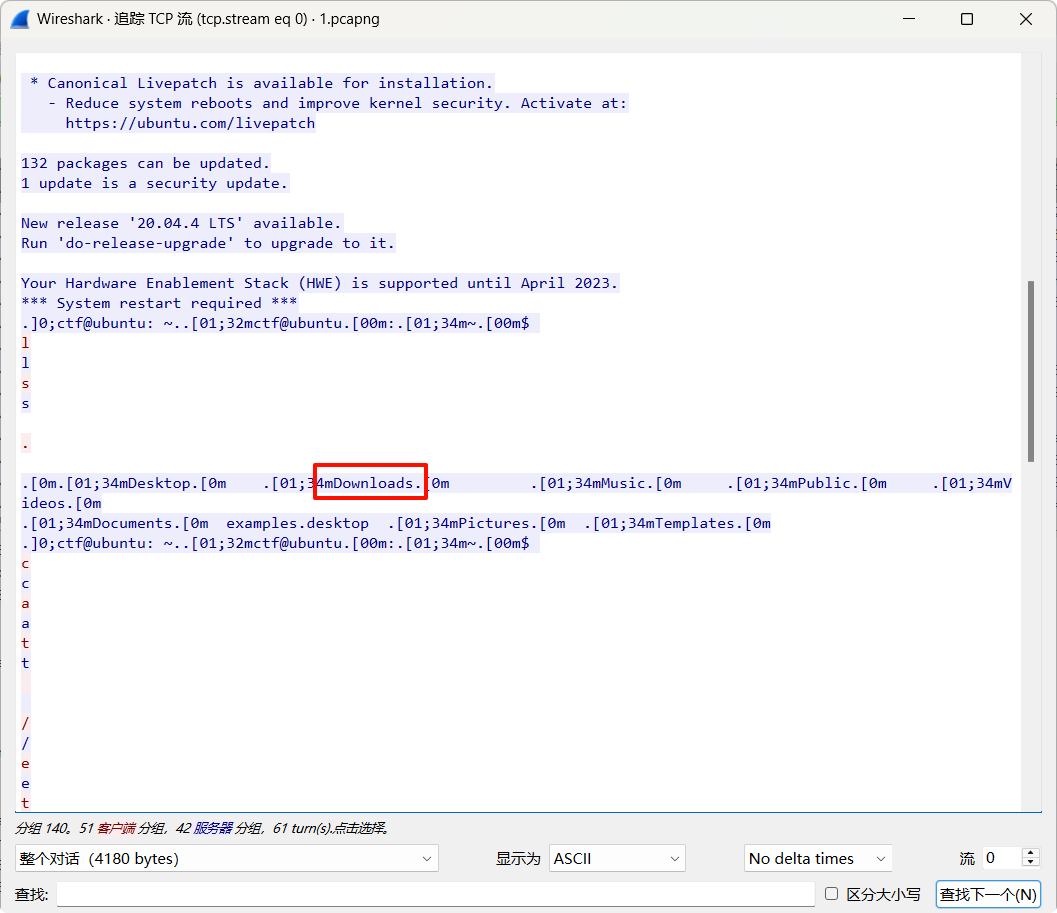 Wireshark · 追踪 TCP 流 (tcp.stream eq 0) · 1.pcapng
 * Canonical Livepatch is available for installation.
   - Reduce system reboots and improve kernel security. Activate at:
     https://ubuntu.com/livepatch
132 packages can be updated.
1 update is a security update.
New release '20.04.4 LTS' available.
Run 'do-release-upgrade' to upgrade to it.
Your Hardware Enablement Stack (HWE) is supported until April 2023.
*** System restart required ***
.]0;ctf@ubuntu: ~..[01;32mctf@ubuntu.[00m:.[01;34m~.[00m$
l
l
s
s
.
.[0m.[01;34mDesktop.[0m    .[01;34mDownloads.[0m         .[01;34mMusic.[0m     .[01;34mPublic.[0m     .[01;34mV
ideos.[0m
.[01;34mDocuments.[0m  examples.desktop  .[01;34mPictures.[0m  .[01;34mTemplates.[0m
.]0;ctf@ubuntu: ~..[01;32mctf@ubuntu.[00m:.[01;34m~.[00m$
c
c
a
a
t
t
/
/
e
e
t
分组 140。51 客户端 分组，42 服务器 分组，61 turn(s).点击选择。
整个对话 (4180 bytes) 显示为 ASCII No delta times 流 0
查找: 区分大小写 查找下一个(N)